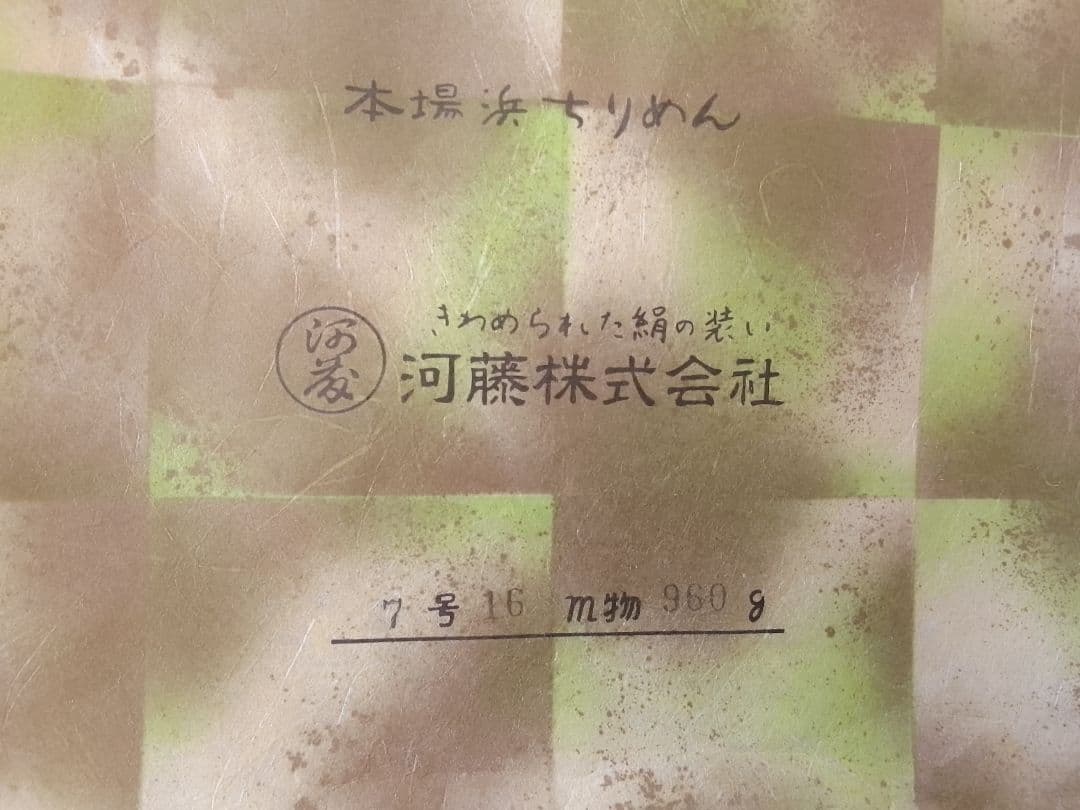 本場浜ちりめん
きわめられた絹の装い
河藤
河藤株式会社
7号 16 m物 960 g